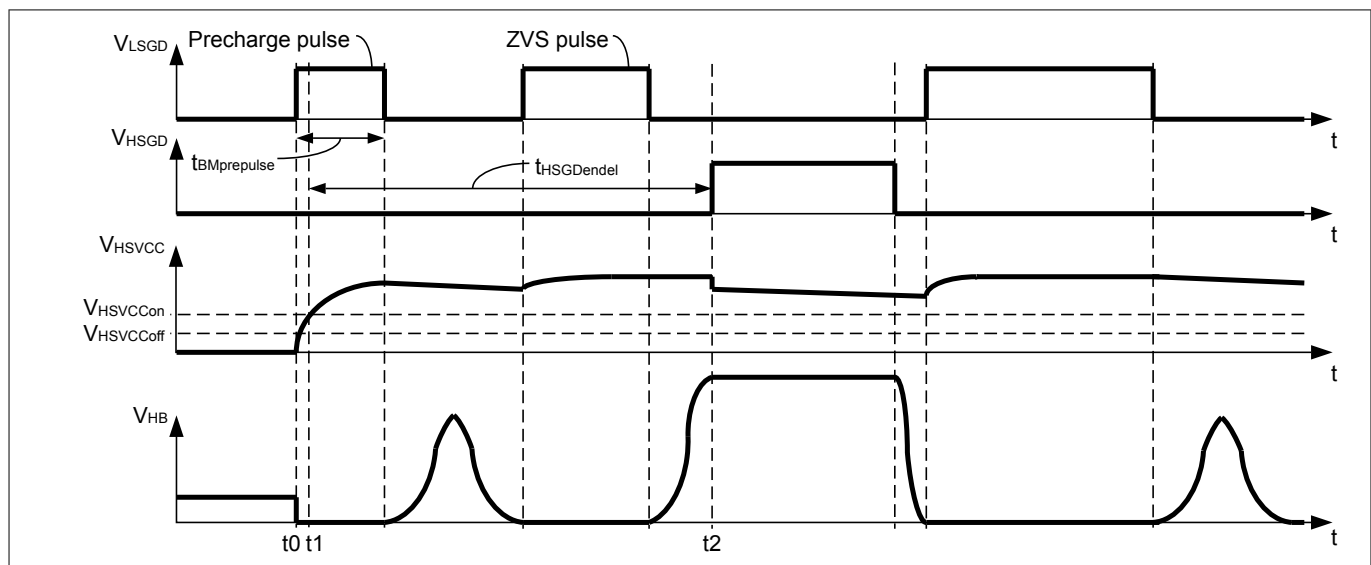 VLSGD
Precharge pulse
ZVS pulse
t
VHSGD
tBMprepulse
tHSGDendel
t
VHSVCC
VHSVCCon
VHSVCCoff
t
VHB
t0 t1
t2
t